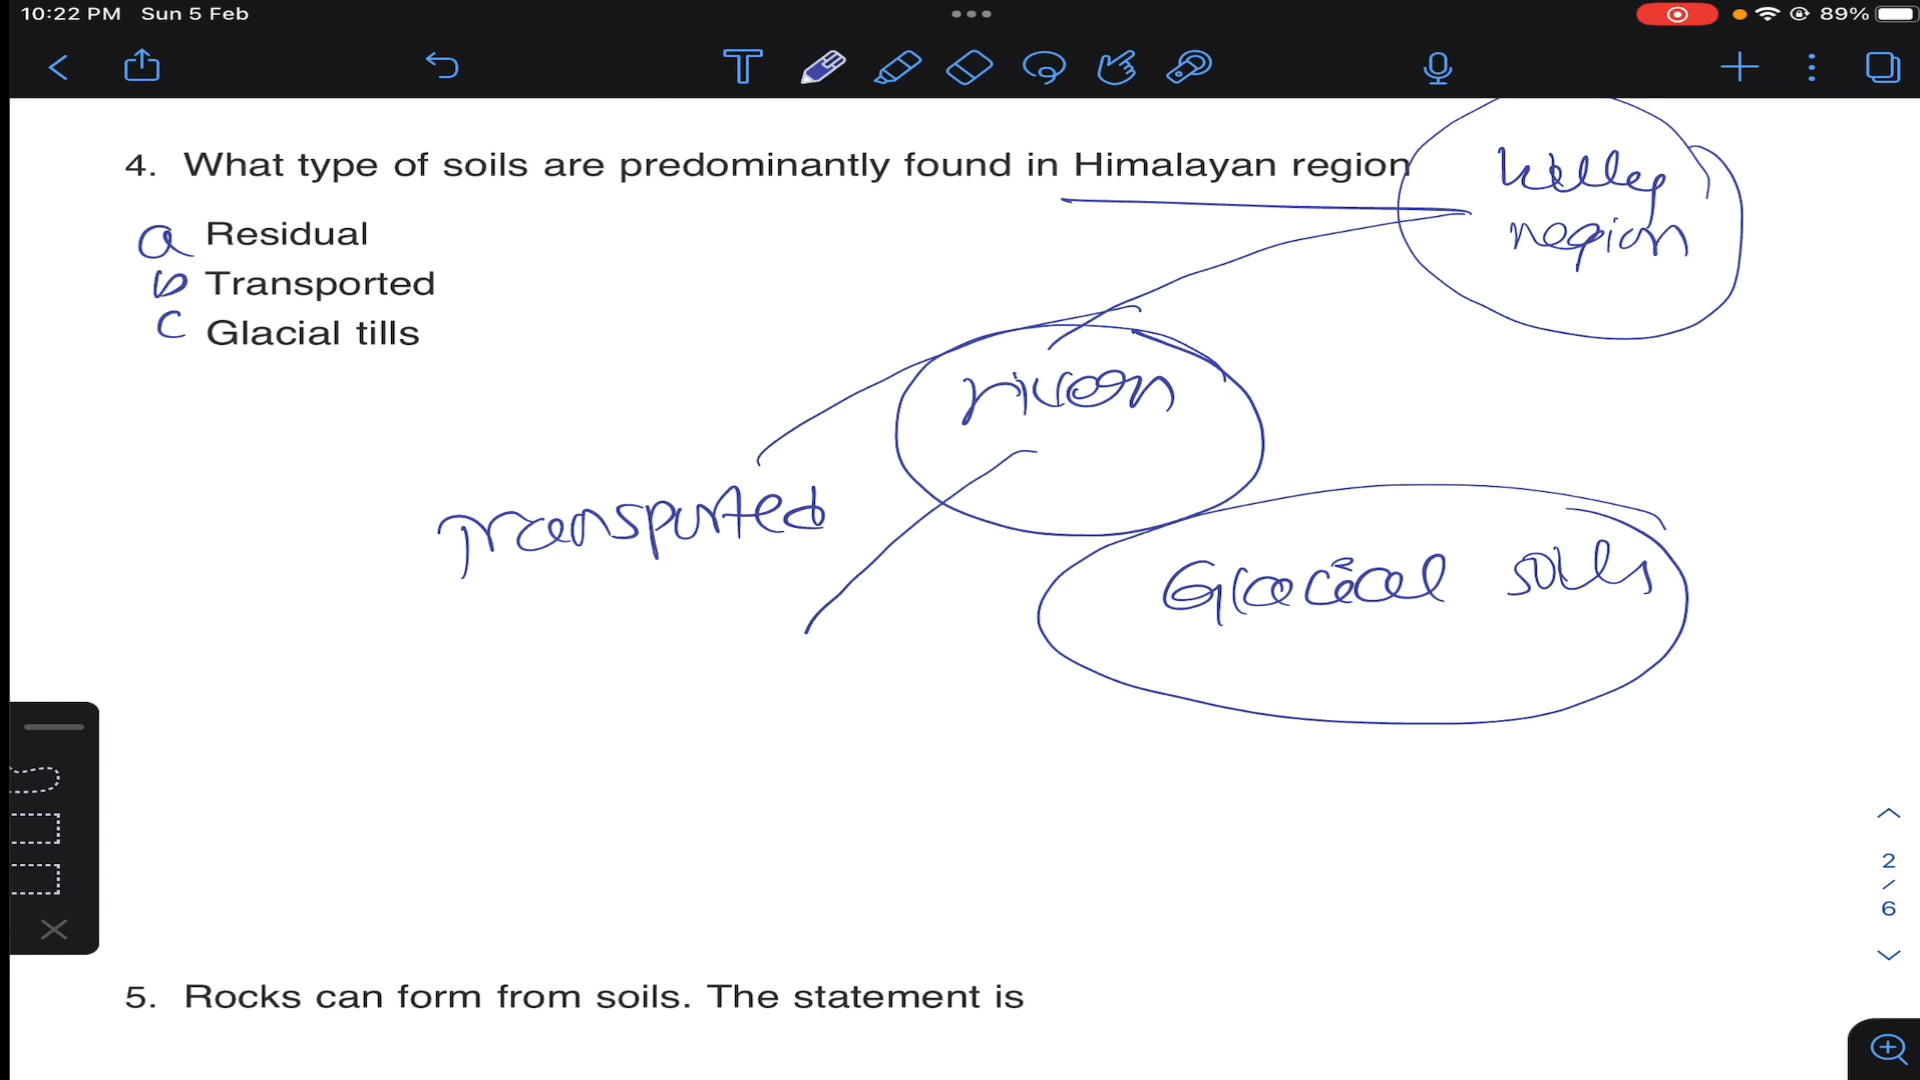 10:22 PM Sun 5 Feb
89%
4. What type of soils are predominantly found in Himalayan region
a Residual
b Transported
c Glacial tills
hilley
region
river
Transported
Glacial soils
2
/
6
5. Rocks can form from soils. The statement is